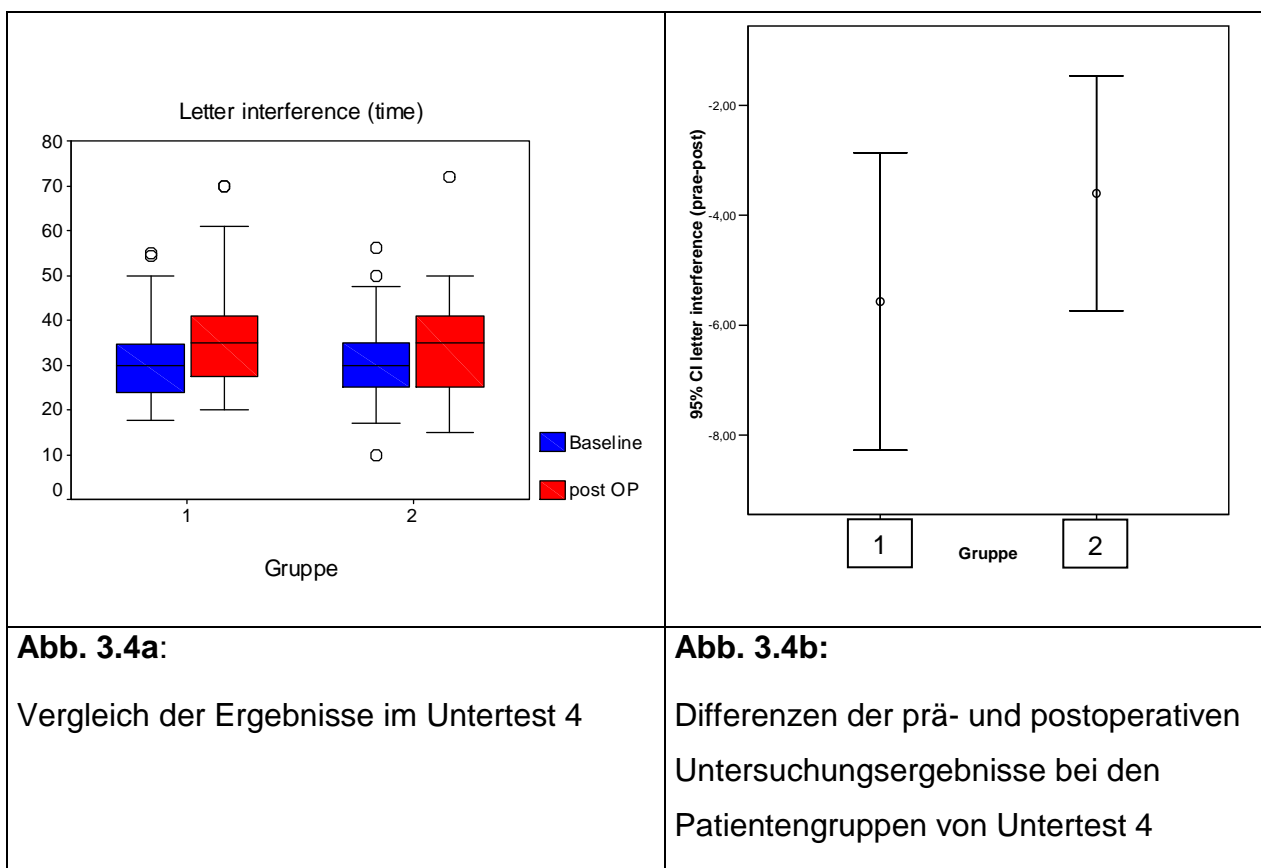 Letter interference (time)
80
70
60
50
40
30
20
10
0
1
2
Gruppe
Baseline
post OP
95% CI letter interference (prae-post)
-2,00
-4,00
-6,00
-8,00
1
Gruppe
2
Abb. 3.4a:
Vergleich der Ergebnisse im Untertest 4
Abb. 3.4b:
Differenzen der prä- und postoperativen
Untersuchungsergebnisse bei den
Patientengruppen von Untertest 4